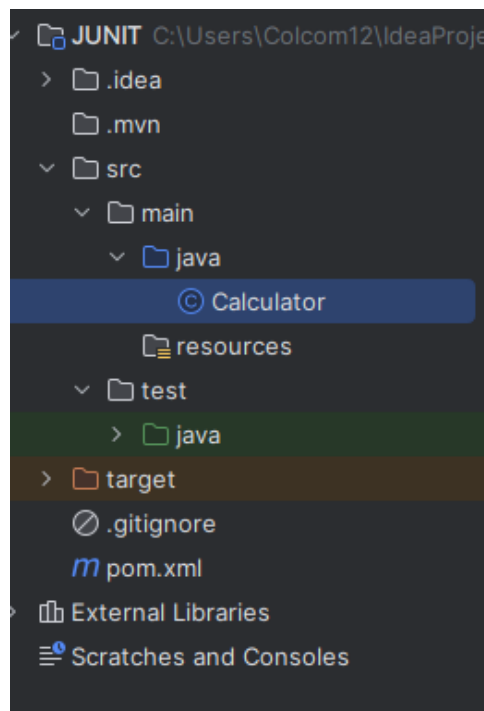 JUNIT C:\Users\Colcom12\IdeaProje
.idea
.mvn
src
main
java
Calculator
resources
test
java
target
.gitignore
pom.xml
External Libraries
Scratches and Consoles